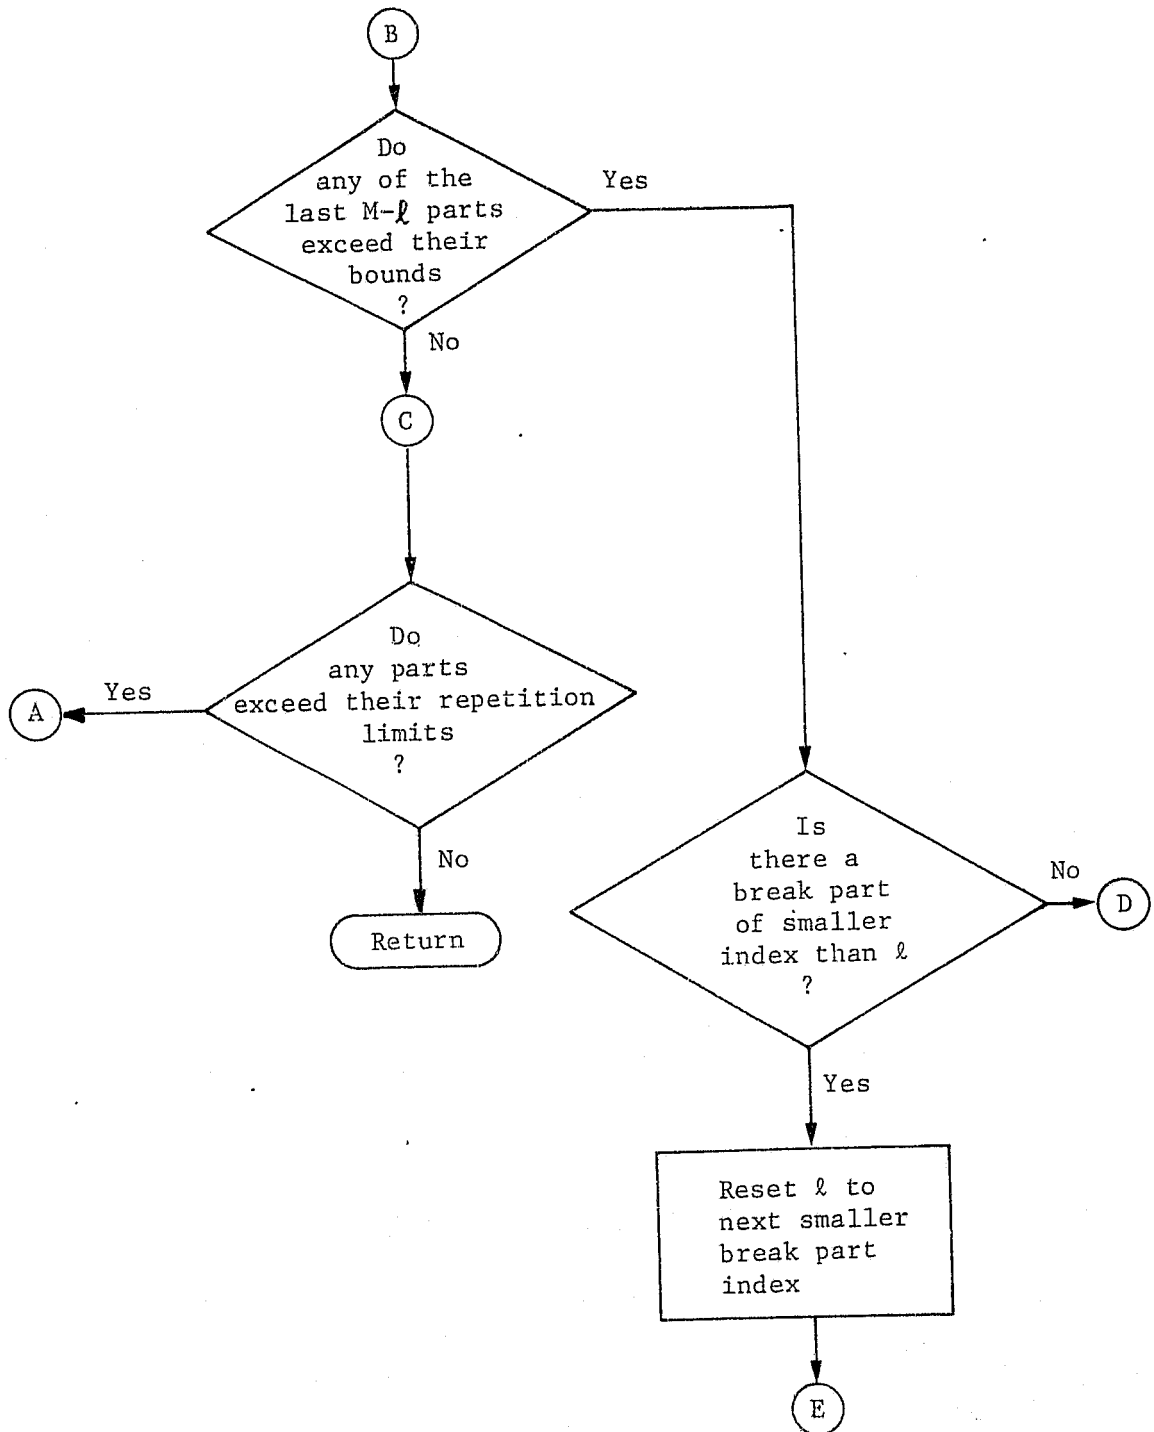 B
Do
any of the
last M-ℓ parts
exceed their
bounds
?
Yes
No
C
Do
any parts
exceed their repetition
limits
?
Yes
A
No
Return
Is
there a
break part
of smaller
index than ℓ
?
No
D
Yes
Reset ℓ to
next smaller
break part
index
E